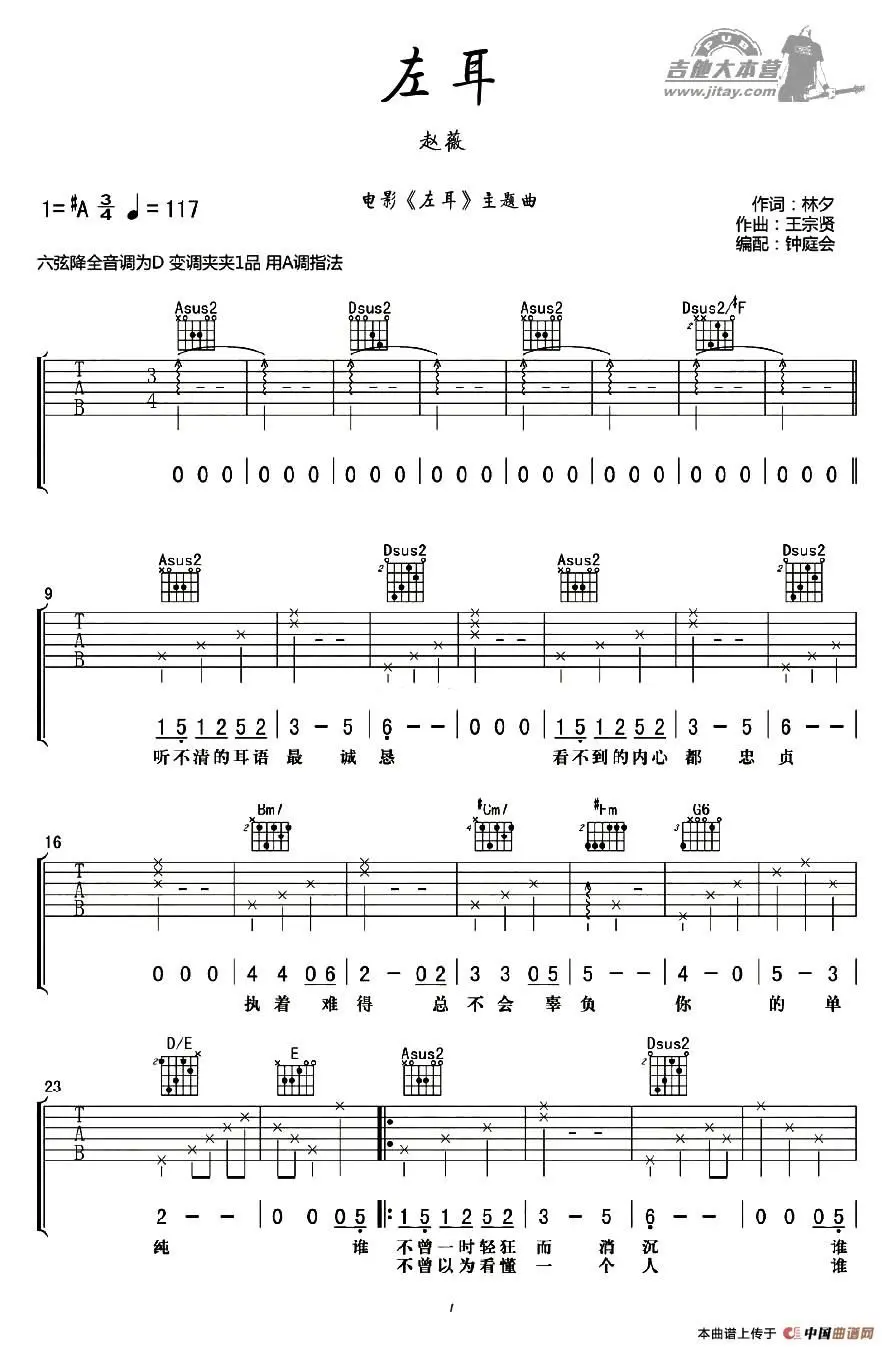 PUB
吉他大本营
www.jitay.com
左耳
赵薇
1=#A 3/4 ♩=117
电影《左耳》主题曲
作词：林夕
作曲：王宗贤
编配：钟庭会
六弦降全音调为D 变调夹夹1品 用A调指法
Asus2 Dsus2 Asus2 Dsus2/#F
T A B 3 4
0 0 0 | 0 0 0 | 0 0 0 | 0 0 0 | 0 0 0 | 0 0 0 | 0 0 0 | 0 0 0 ||
Asus2 Dsus2 Asus2 Dsus2
9
T A B
1 5 1 2 5 2 | 3 - 5 | 6 - - | 0 0 0 | 1 5 1 2 5 2 | 3 - 5 | 6 - - |
听不清的耳语 最 诚 恳 看不到的内心 都 忠 贞
Bm7 #Cm7 #Fm G6
16
T A B
0 0 0 | 4 4 0 6 | 2 - 0 2 | 3 3 0 5 | 5 - - | 4 - 0 | 5 - 3 |
执着 难得 总不会辜负 你 的 单
D/E E Asus2 Dsus2
23
T A B
2 - - | 0 0 0 5 |: 1 5 1 2 5 2 | 3 - 5 | 6 - - | 0 0 0 5 |
纯 谁 不曾一时轻狂 而 消 沉 谁
不曾以为看懂 一 个 人 谁
1
本曲谱上传于 中国曲谱网